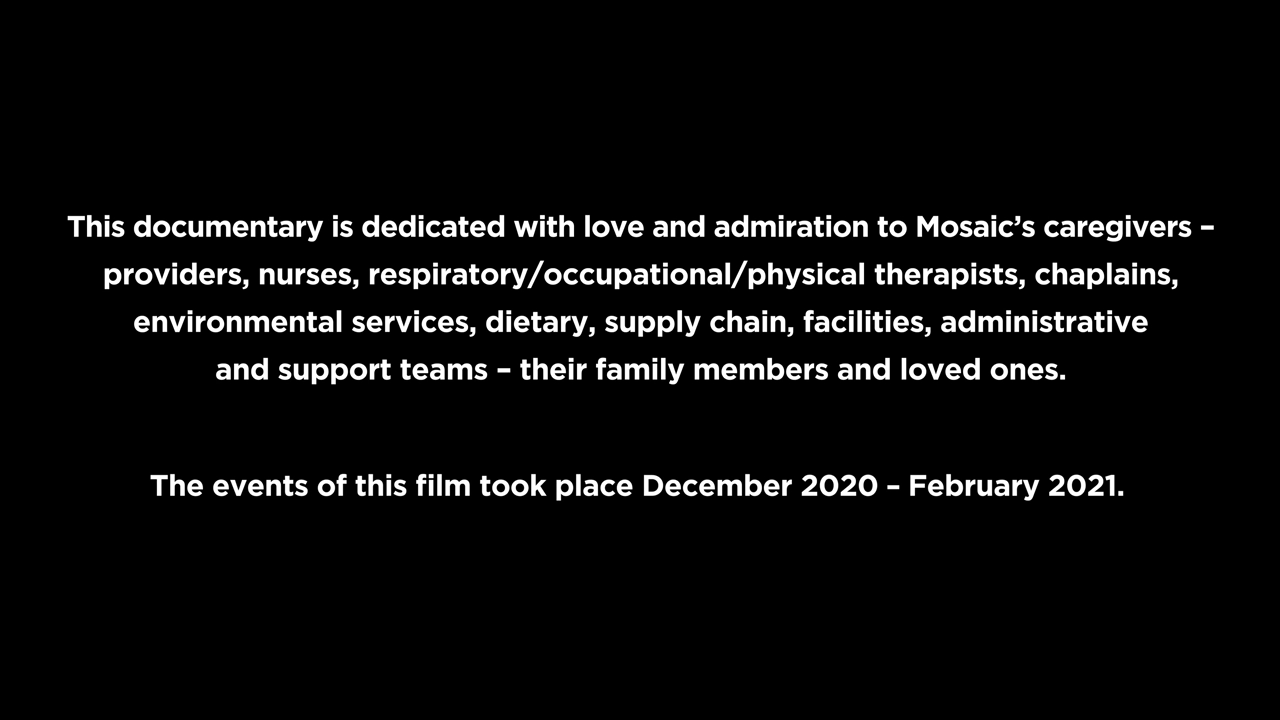 This documentary is dedicated with love and admiration to Mosaic’s caregivers –
providers, nurses, respiratory/occupational/physical therapists, chaplains,
environmental services, dietary, supply chain, facilities, administrative
and support teams – their family members and loved ones.
The events of this film took place December 2020 – February 2021.